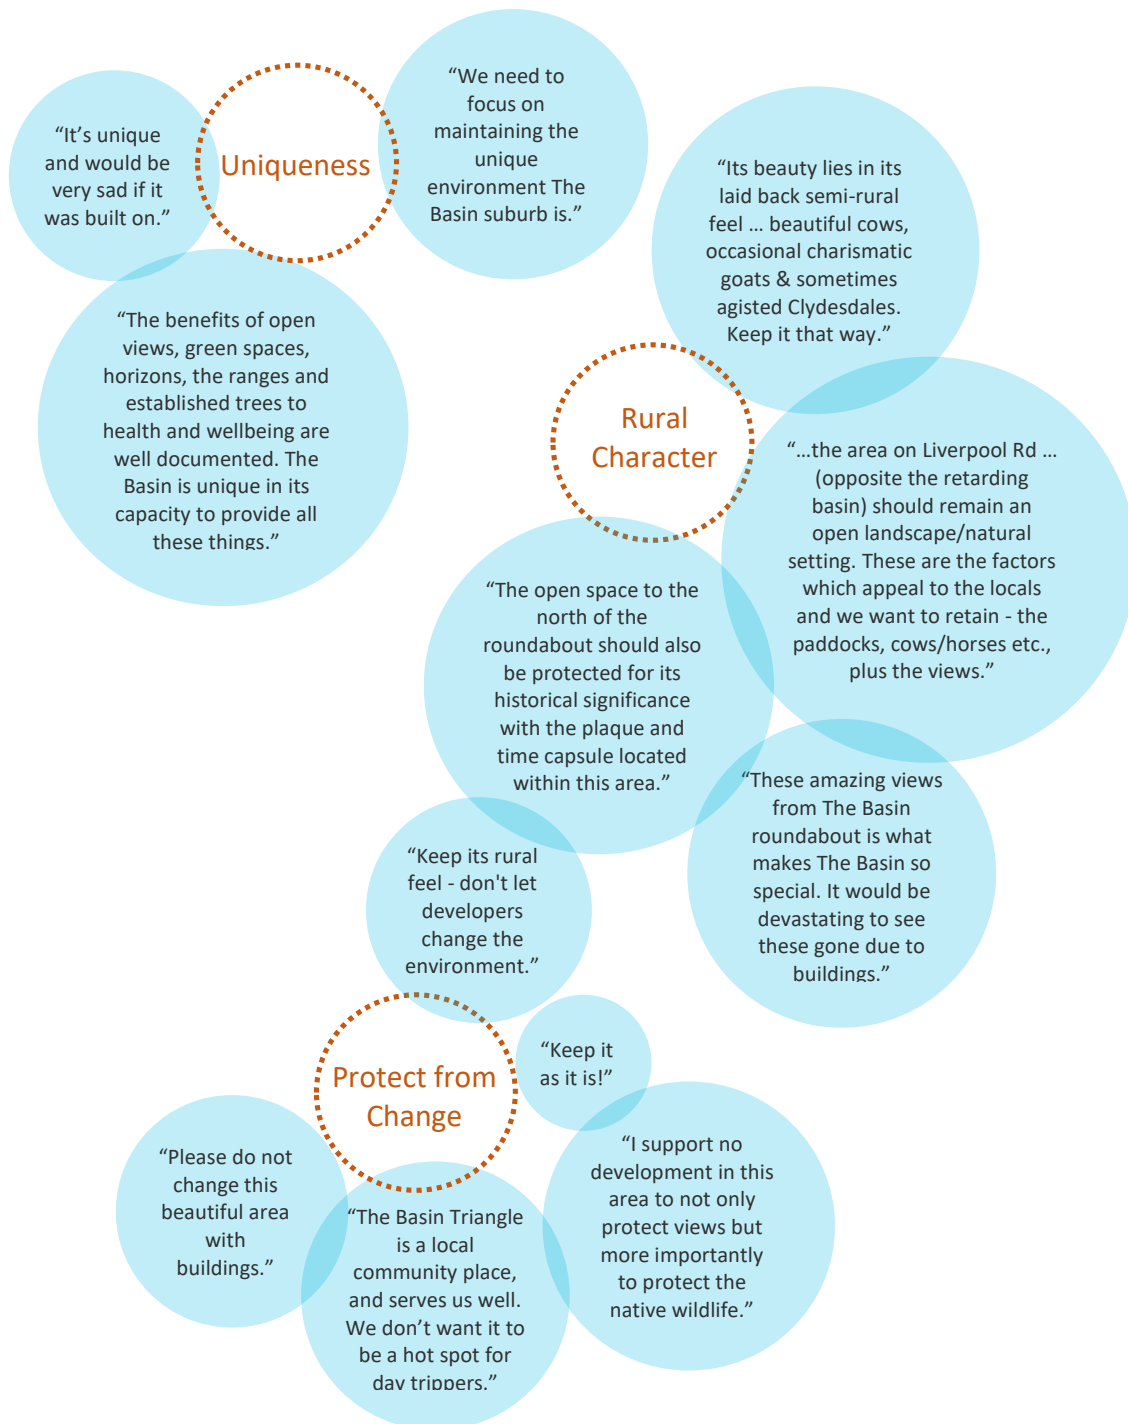 “It’s unique
and would be
very sad if it
was built on.”
Uniqueness
“We need to
focus on
maintaining the
unique
environment The
Basin suburb is.”
“The benefits of open
views, green spaces,
horizons, the ranges and
established trees to
health and wellbeing are
well documented. The
Basin is unique in its
capacity to provide all
these things.”
“Its beauty lies in its
laid back semi-rural
feel ... beautiful cows,
occasional charismatic
goats & sometimes
agisted Clydesdales.
Keep it that way.”
Rural
Character
“...the area on Liverpool Rd ...
(opposite the retarding
basin) should remain an
open landscape/natural
setting. These are the factors
which appeal to the locals
and we want to retain - the
paddocks, cows/horses etc.,
plus the views.”
“The open space to the
north of the
roundabout should also
be protected for its
historical significance
with the plaque and
time capsule located
within this area.”
“These amazing views
from The Basin
roundabout is what
makes The Basin so
special. It would be
devastating to see
these gone due to
buildings.”
“Keep its rural
feel - don't let
developers
change the
environment.”
Protect from
Change
“Keep it
as it is!”
“Please do not
change this
beautiful area
with
buildings.”
“The Basin Triangle
is a local
community place,
and serves us well.
We don’t want it to
be a hot spot for
day trippers.”
“I support no
development in this
area to not only
protect views but
more importantly
to protect the
native wildlife.”